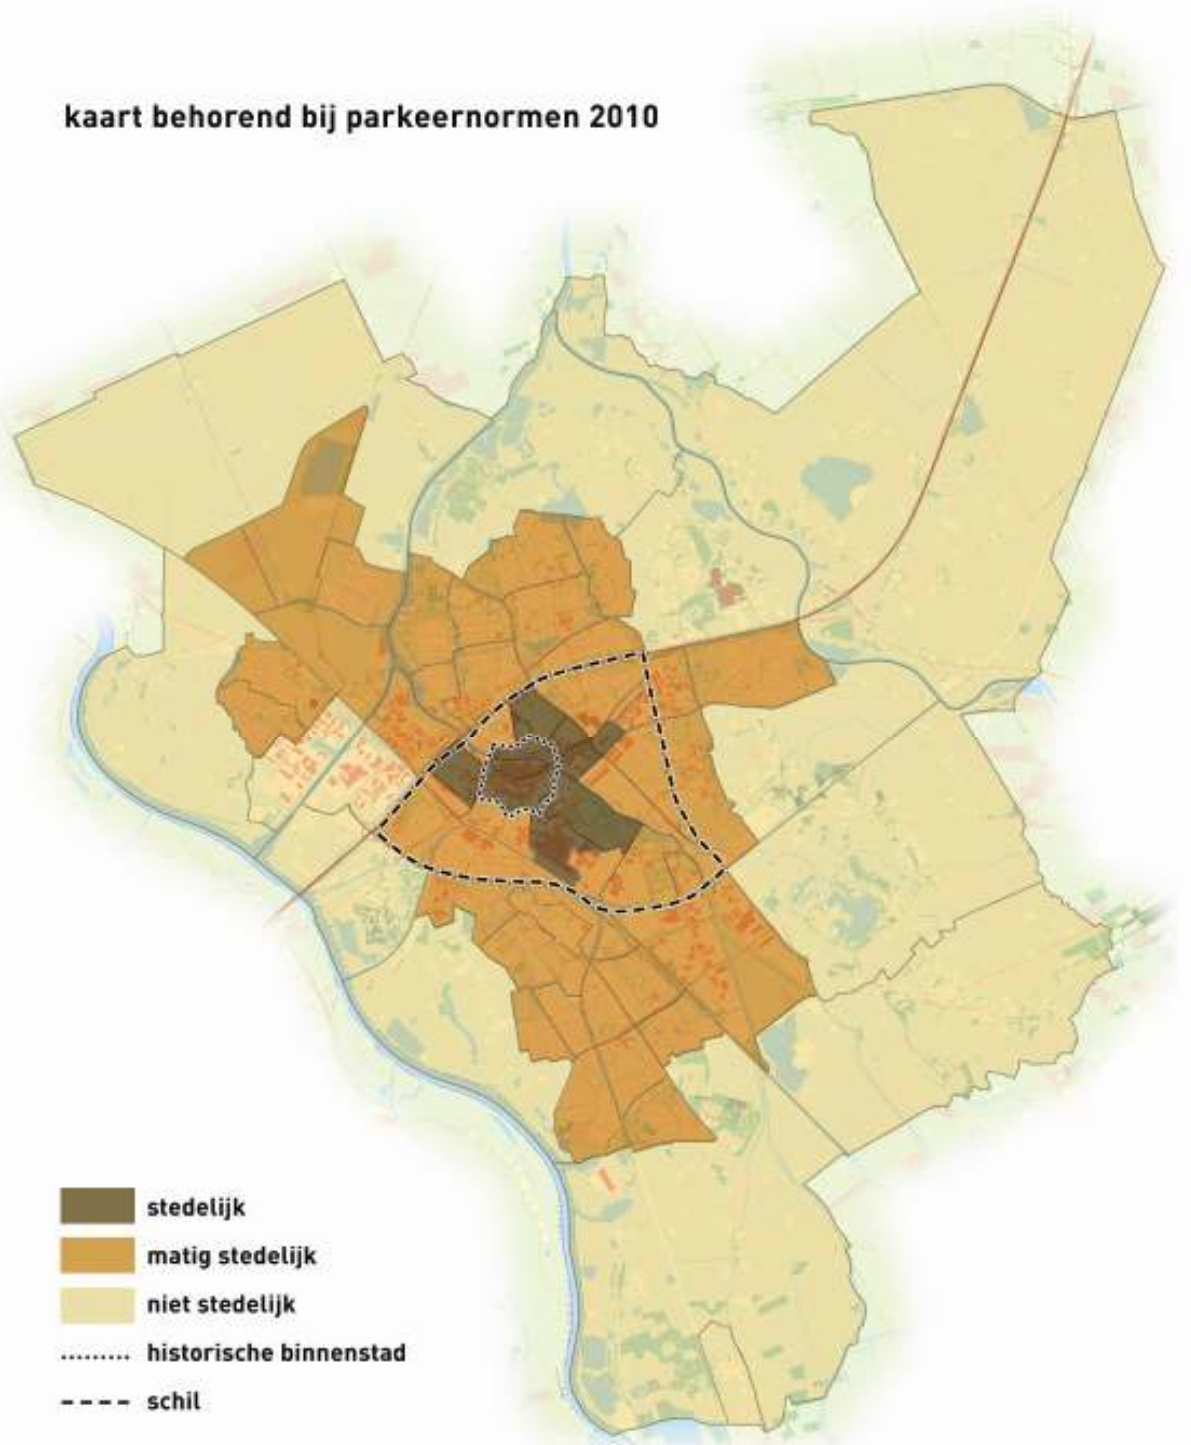 kaart behorend bij parkeernormen 2010
stedelijk
matig stedelijk
niet stedelijk
historische binnenstad
schil